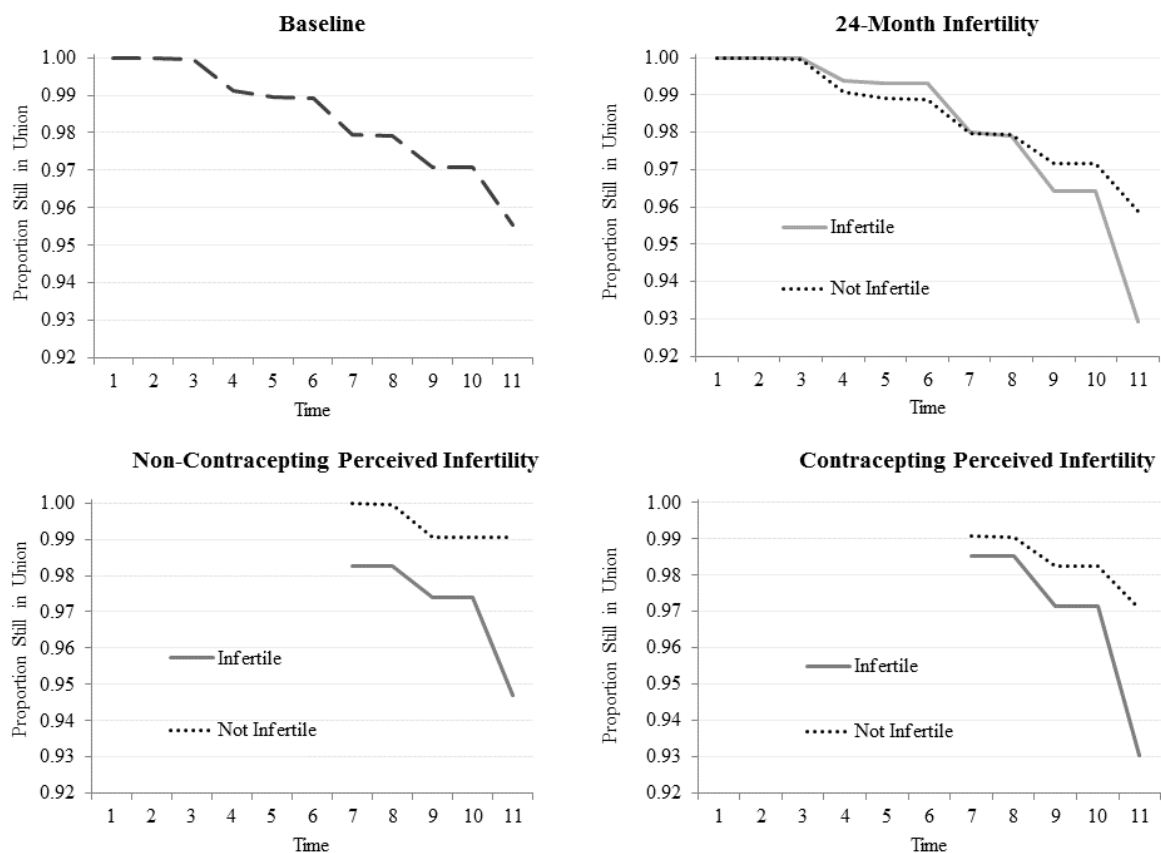 Baseline
Proportion Still in Union
1.00
0.99
0.98
0.97
0.96
0.95
0.94
0.93
0.92
1 2 3 4 5 6 7 8 9 10 11
Time
24-Month Infertility
Proportion Still in Union
1.00
0.99
0.98
0.97
0.96
0.95
0.94
0.93
0.92
Infertile
Not Infertile
1 2 3 4 5 6 7 8 9 10 11
Time
Non-Contracepting Perceived Infertility
Proportion Still in Union
1.00
0.99
0.98
0.97
0.96
0.95
0.94
0.93
0.92
Infertile
Not Infertile
1 2 3 4 5 6 7 8 9 10 11
Time
Contracepting Perceived Infertility
Proportion Still in Union
1.00
0.99
0.98
0.97
0.96
0.95
0.94
0.93
0.92
Infertile
Not Infertile
1 2 3 4 5 6 7 8 9 10 11
Time